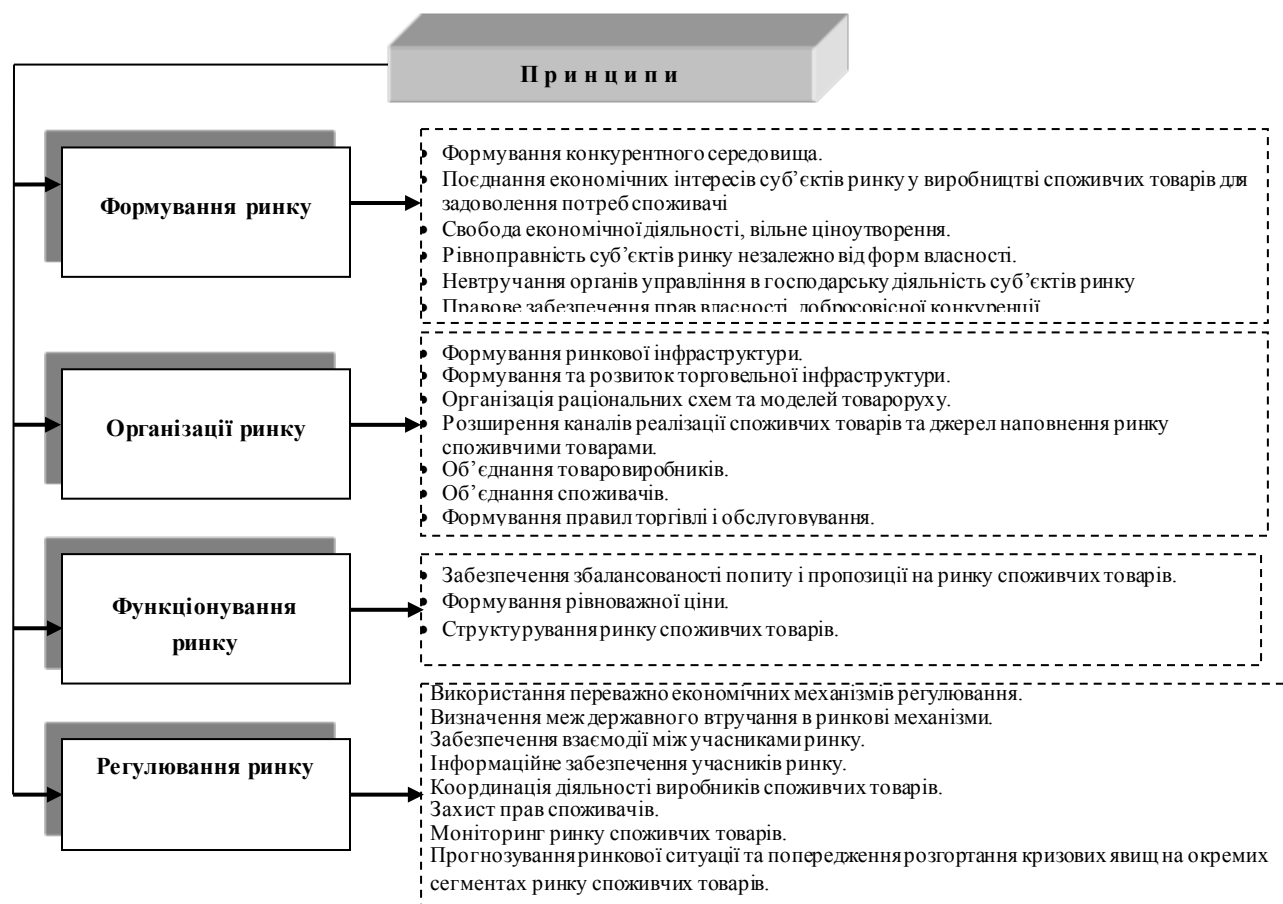 Принципи
Формування ринку
• Формування конкурентного середовища.
• Поєднання економічних інтересів суб’єктів ринку у виробництві споживчих товарів для
задоволення потреб споживачі
• Свобода економічної діяльності, вільне ціноутворення.
• Рівноправність суб’єктів ринку незалежно від форм власності.
• Невтручання органів управління в господарську діяльність суб’єктів ринку
• Правове забезпечення прав власності, добросовісної конкуренції
Організації ринку
• Формування ринкової інфраструктури.
• Формування та розвиток торговельної інфраструктури.
• Організація раціональних схем та моделей товароруху.
• Розширення каналів реалізації споживчих товарів та джерел наповнення ринку
споживчими товарами.
• Об’єднання товаровиробників.
• Об’єднання споживачів.
• Формування правил торгівлі і обслуговування.
Функціонування
ринку
• Забезпечення збалансованості попиту і пропозиції на ринку споживчих товарів.
• Формування рівноважної ціни.
• Структурування ринку споживчих товарів.
Регулювання ринку
Використання переважно економічних механізмів регулювання.
Визначення меж державного втручання в ринкові механізми.
Забезпечення взаємодії між учасниками ринку.
Інформаційне забезпечення учасників ринку.
Координація діяльності виробників споживчих товарів.
Захист прав споживачів.
Моніторинг ринку споживчих товарів.
Прогнозування ринкової ситуації та попередження розгортання кризових явищ на окремих
сегментах ринку споживчих товарів.